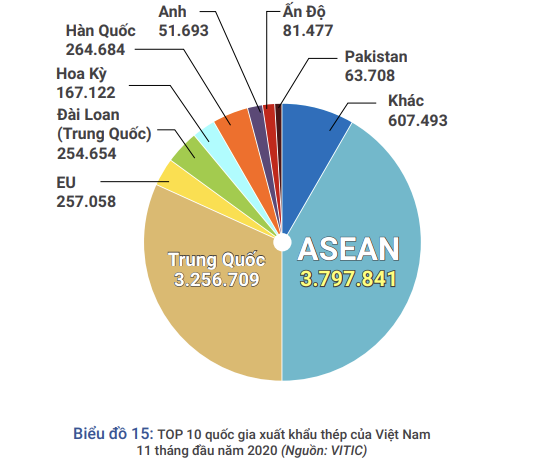 Anh
51.693
Ấn Độ
81.477
Hàn Quốc
264.684
Pakistan
63.708
Hoa Kỳ
167.122
Khác
607.493
Đài Loan
(Trung Quốc)
254.654
EU
257.058
ASEAN
3.797.841
Trung Quốc
3.256.709
Biểu đồ 15: TOP 10 quốc gia xuất khẩu thép của Việt Nam
11 tháng đầu năm 2020 (Nguồn: VITIC)